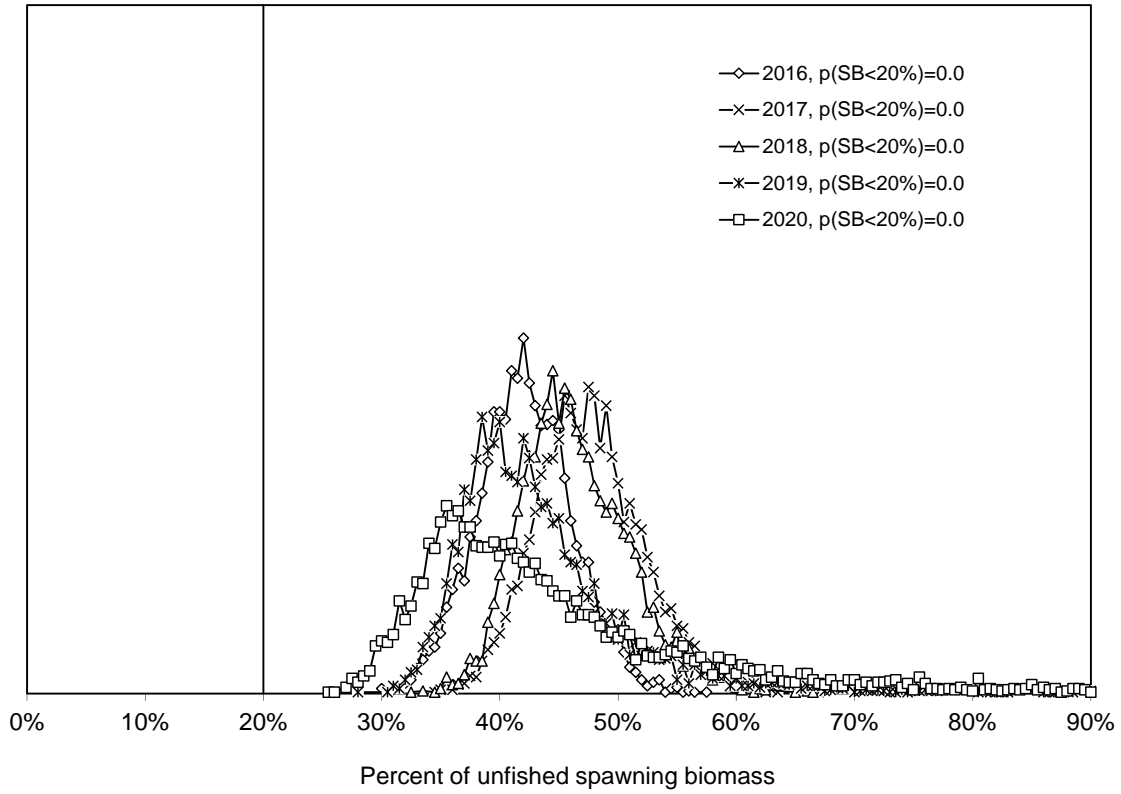 2016, p(SB<20%)=0.0
2017, p(SB<20%)=0.0
2018, p(SB<20%)=0.0
2019, p(SB<20%)=0.0
2020, p(SB<20%)=0.0
0% 10% 20% 30% 40% 50% 60% 70% 80% 90%
Percent of unfished spawning biomass